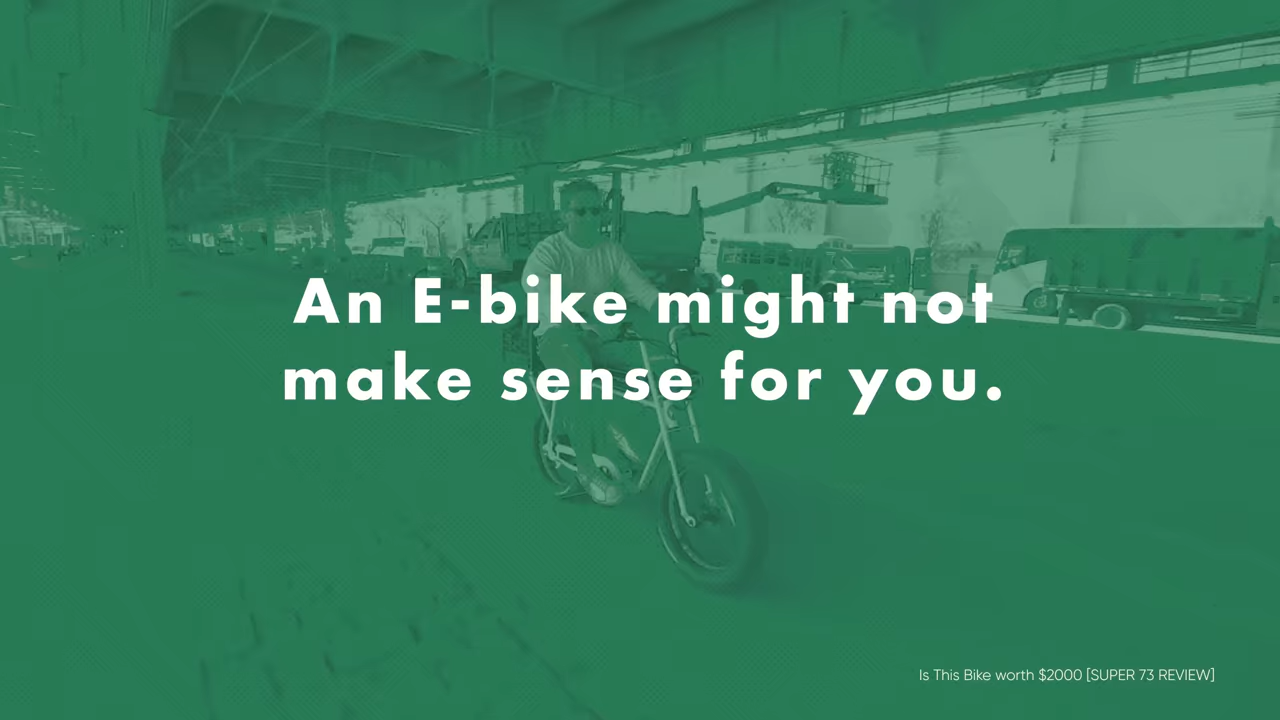 An E-bike might not
make sense for you.
Is This Bike worth $2000 [SUPER 73 REVIEW]